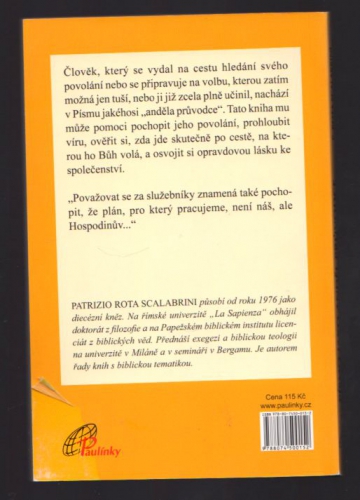 Člověk, který se vydal na cestu hledání svého
povolání nebo se připravuje na volbu, kterou zatím
možná jen tuší, nebo ji již zcela plně učinil, nachází
v Písmu jakéhosi „anděla průvodce“. Tato kniha mu
může pomoci pochopit jeho povolání, prohloubit
víru, ověřit si, zda jde skutečně po cestě, na kte-
rou ho Bůh volá, a osvojit si opravdovou lásku ke
společenství.
„Považovat se za služebníky znamená také pocho-
pit, že plán, pro který pracujeme, není náš, ale
Hospodinův...“
PATRIZIO ROTA SCALABRINI působí od roku 1976 jako
diecézní kněz. Na římské univerzitě „La Sapienza“ obhájil
doktorát z filozofie a na Papežském biblickém institutu licen-
ciát z biblických věd. Přednáší exegezi a biblickou teologii
na univerzitě v Miláně a v semináři v Bergamu. Je autorem
řady knih s biblickou tematikou.
Cena 115 Kč
www.paulinky.cz
Paulínky